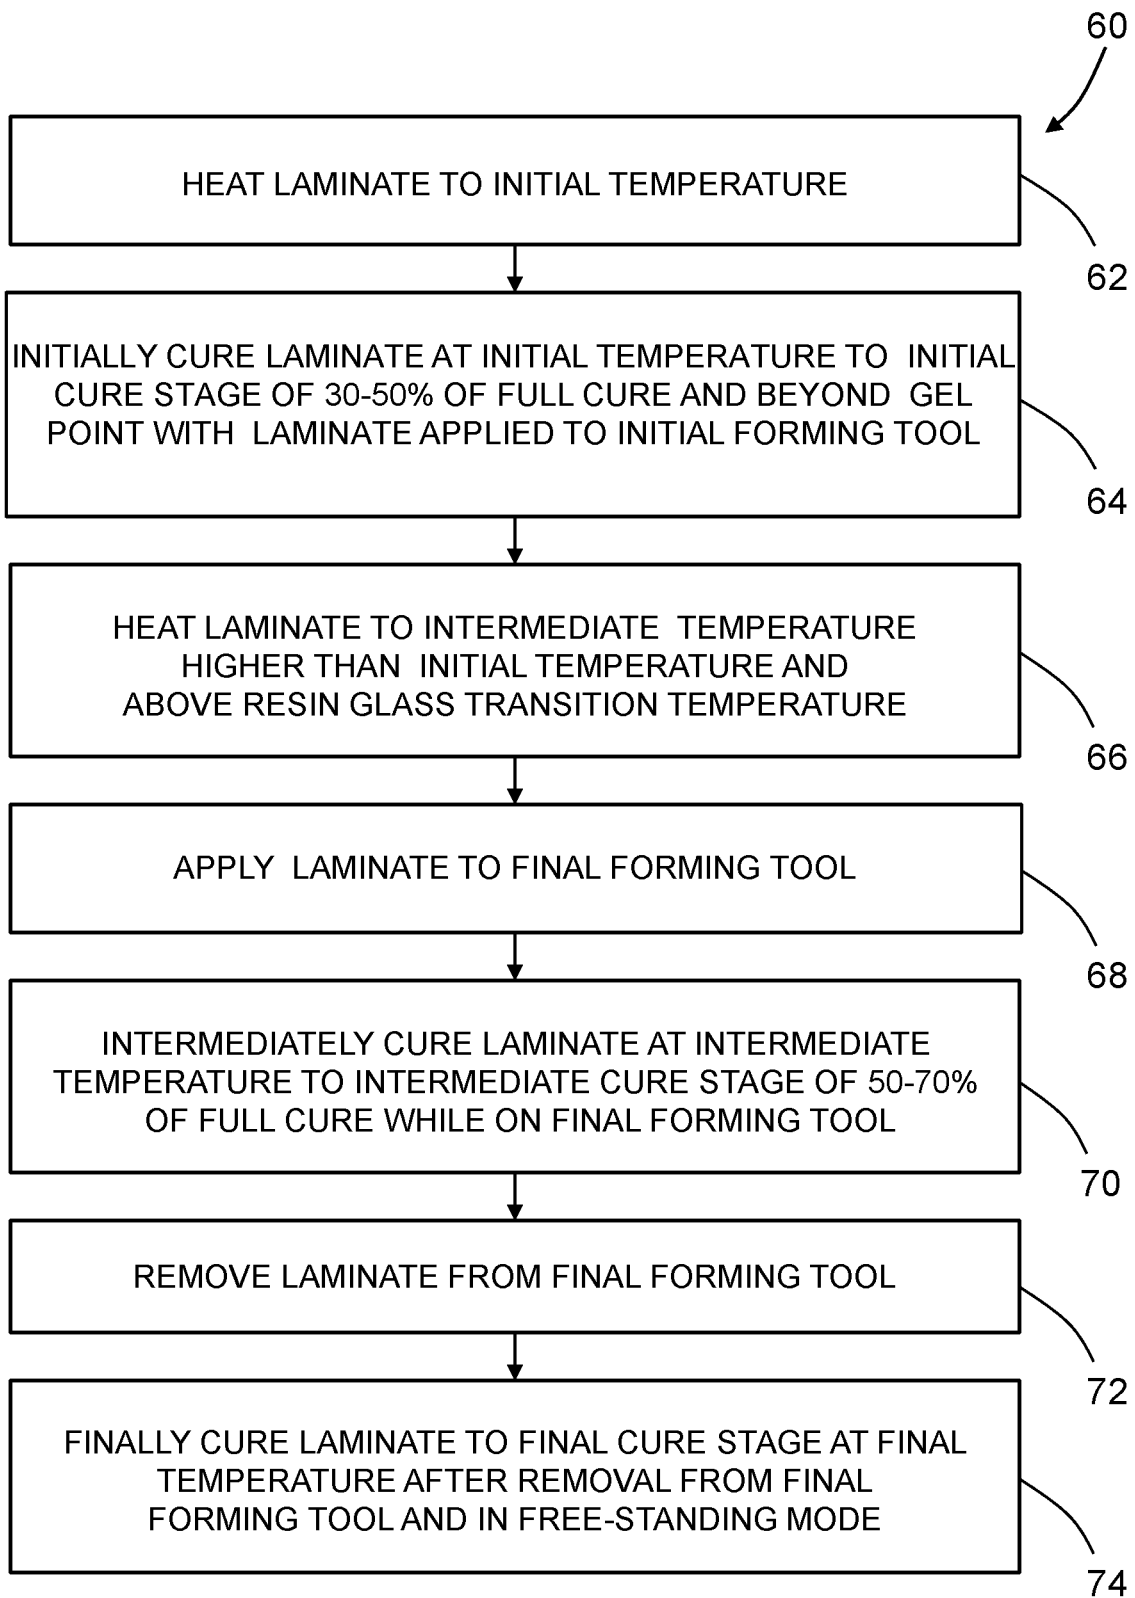 60
HEAT LAMINATE TO INITIAL TEMPERATURE
62
INITIALLY CURE LAMINATE AT INITIAL TEMPERATURE TO INITIAL
CURE STAGE OF 30-50% OF FULL CURE AND BEYOND GEL
POINT WITH LAMINATE APPLIED TO INITIAL FORMING TOOL
64
HEAT LAMINATE TO INTERMEDIATE TEMPERATURE
HIGHER THAN INITIAL TEMPERATURE AND
ABOVE RESIN GLASS TRANSITION TEMPERATURE
66
APPLY LAMINATE TO FINAL FORMING TOOL
68
INTERMEDIATELY CURE LAMINATE AT INTERMEDIATE
TEMPERATURE TO INTERMEDIATE CURE STAGE OF 50-70%
OF FULL CURE WHILE ON FINAL FORMING TOOL
70
REMOVE LAMINATE FROM FINAL FORMING TOOL
72
FINALLY CURE LAMINATE TO FINAL CURE STAGE AT FINAL
TEMPERATURE AFTER REMOVAL FROM FINAL
FORMING TOOL AND IN FREE-STANDING MODE
74